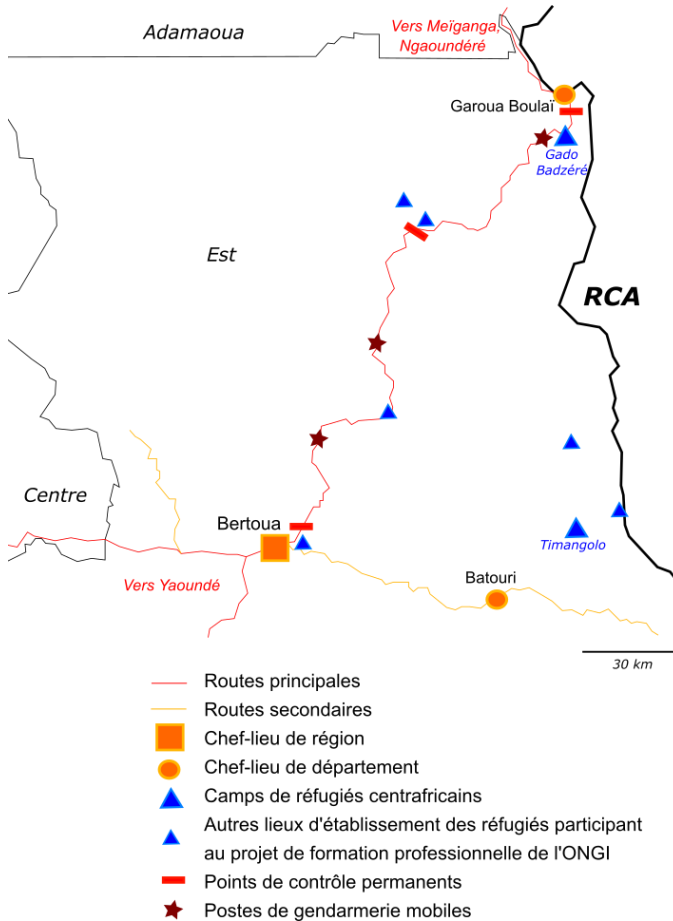 Vers Meïganga,
Ngaoundéré
Adamaoua
Garoua Boulaï
Gado
Badzéré
Est
RCA
Centre
Bertoua
Timangolo
Batouri
Vers Yaoundé
30 km
Routes principales
Routes secondaires
Chef-lieu de région
Chef-lieu de département
Camps de réfugiés centrafricains
Autres lieux d'établissement des réfugiés participant
au projet de formation professionnelle de l'ONGI
Points de contrôle permanents
Postes de gendarmerie mobiles